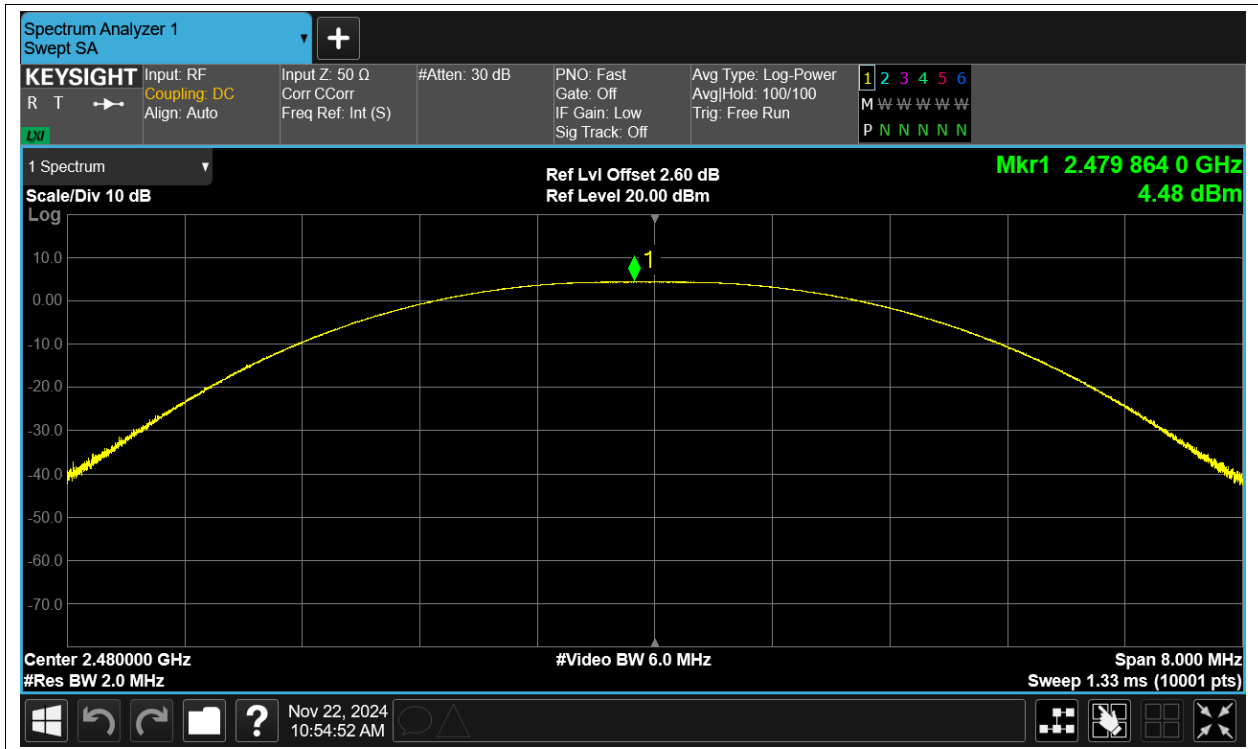 Spectrum Analyzer 1
Swept SA
+
KEYSIGHT
R T
LXI
Input: RF
Coupling: DC
Align: Auto
Input Z: 50 Ω
Corr CCorr
Freq Ref: Int (S)
#Atten: 30 dB
PNO: Fast
Gate: Off
IF Gain: Low
Sig Track: Off
Avg Type: Log-Power
Avg|Hold: 100/100
Trig: Free Run
1 2 3 4 5 6
M W W W W W
P N N N N N
1 Spectrum
Scale/Div 10 dB
Log
Ref Lvl Offset 2.60 dB
Ref Level 20.00 dBm
Mkr1 2.479 864 0 GHz
4.48 dBm
1
10.0
0.00
-10.0
-20.0
-30.0
-40.0
-50.0
-60.0
-70.0
Center 2.480000 GHz
#Res BW 2.0 MHz
#Video BW 6.0 MHz
Span 8.000 MHz
Sweep 1.33 ms (10001 pts)
?
Nov 22, 2024
10:54:52 AM